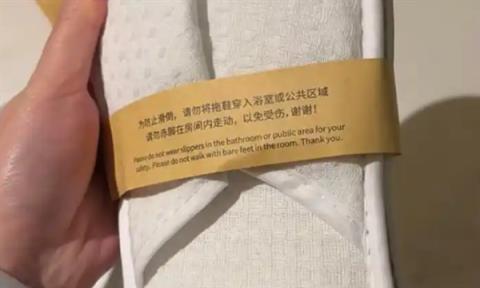 为防止滑倒，请勿将拖鞋穿入浴室或公共区域
请勿赤脚在房间内走动，以免受伤，谢谢！
Please do not wear slippers in the bathroom or public area for your
safety. Please do not walk with bare feet in the room. Thank you.